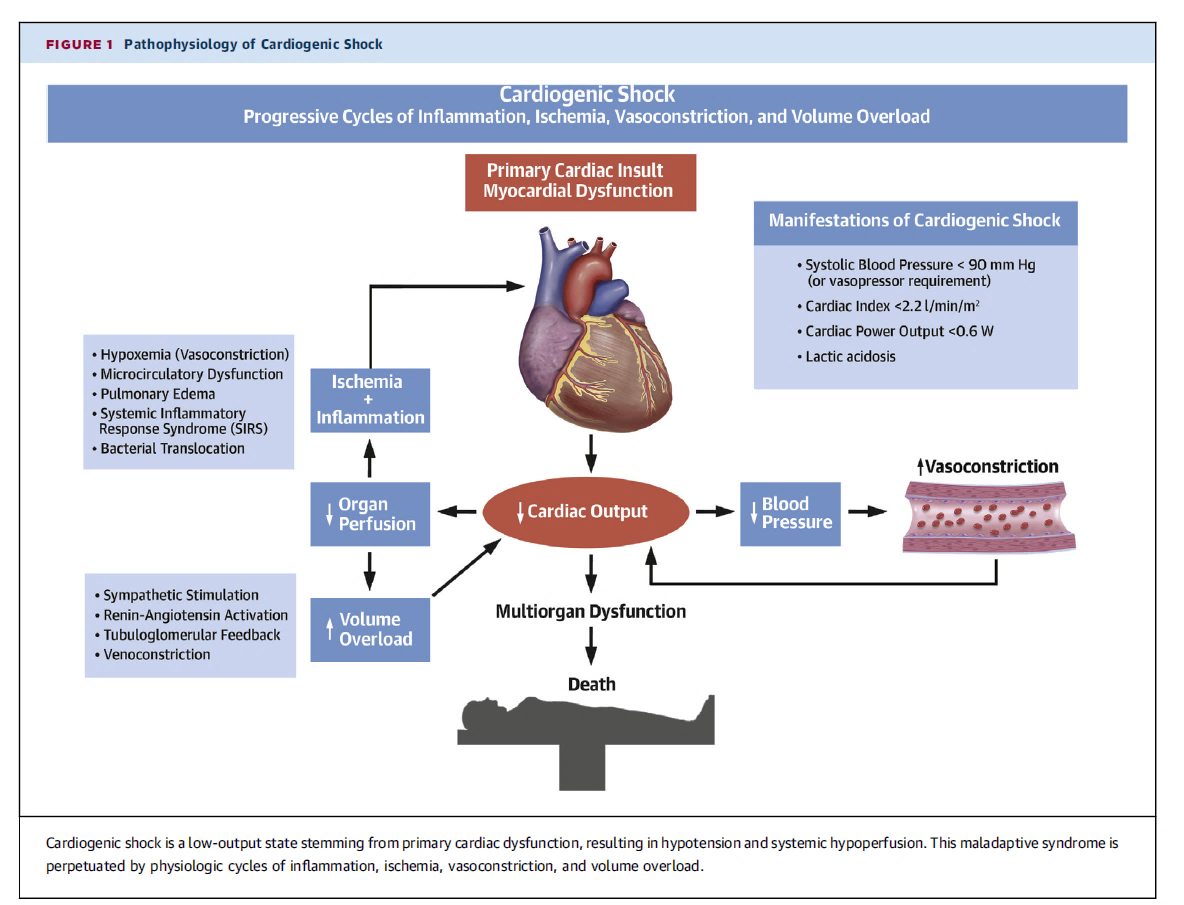 FIGURE 1 Pathophysiology of Cardiogenic Shock
Cardiogenic Shock
Progressive Cycles of Inflammation, Ischemia, Vasoconstriction, and Volume Overload
Primary Cardiac Insult
Myocardial Dysfunction
Manifestations of Cardiogenic Shock
• Systolic Blood Pressure < 90 mm Hg
(or vasopressor requirement)
• Cardiac Index <2.2 l/min/m²
• Cardiac Power Output <0.6 W
• Lactic acidosis
• Hypoxemia (Vasoconstriction)
• Microcirculatory Dysfunction
• Pulmonary Edema
• Systemic Inflammatory
Response Syndrome (SIRS)
• Bacterial Translocation
Ischemia
+
Inflammation
↓ Organ
Perfusion
↓ Cardiac Output
↓ Blood
Pressure
↑Vasoconstriction
• Sympathetic Stimulation
• Renin-Angiotensin Activation
• Tubuloglomerular Feedback
• Venoconstriction
↑ Volume
Overload
Multiorgan Dysfunction
Death
Cardiogenic shock is a low-output state stemming from primary cardiac dysfunction, resulting in hypotension and systemic hypoperfusion. This maladaptive syndrome is
perpetuated by physiologic cycles of inflammation, ischemia, vasoconstriction, and volume overload.